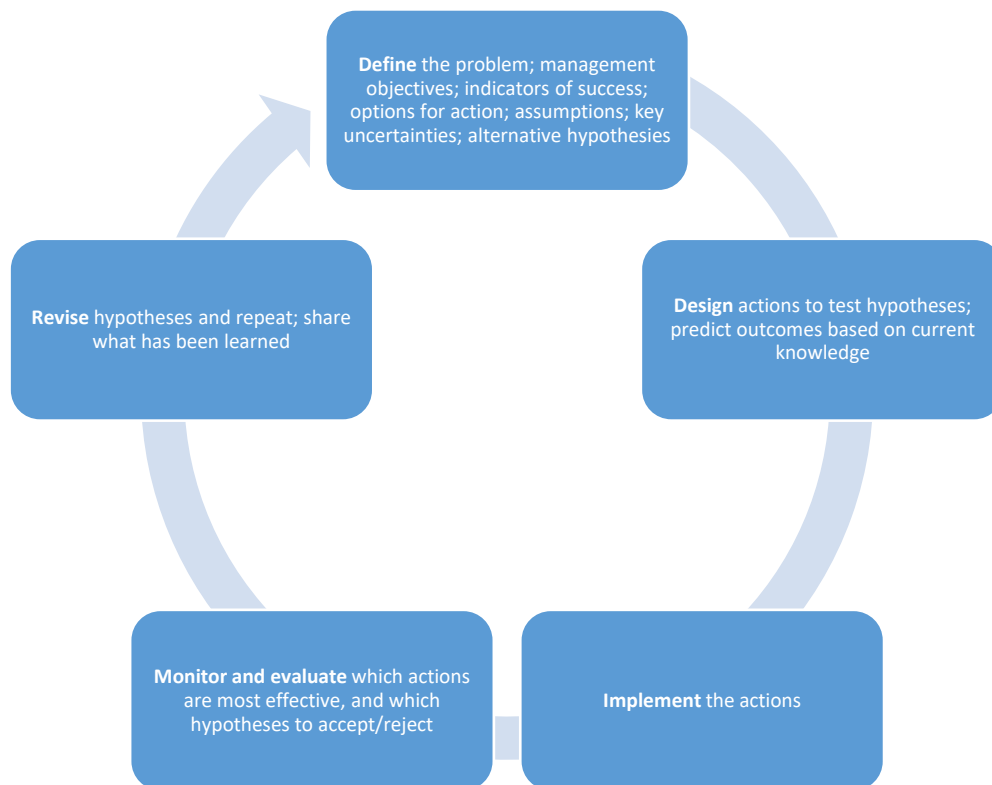 Define the problem; management
objectives; indicators of success;
options for action; assumptions; key
uncertainties; alternative hypothesies
Design actions to test hypotheses;
predict outcomes based on current
knowledge
Implement the actions
Monitor and evaluate which actions
are most effective, and which
hypotheses to accept/reject
Revise hypotheses and repeat; share
what has been learned